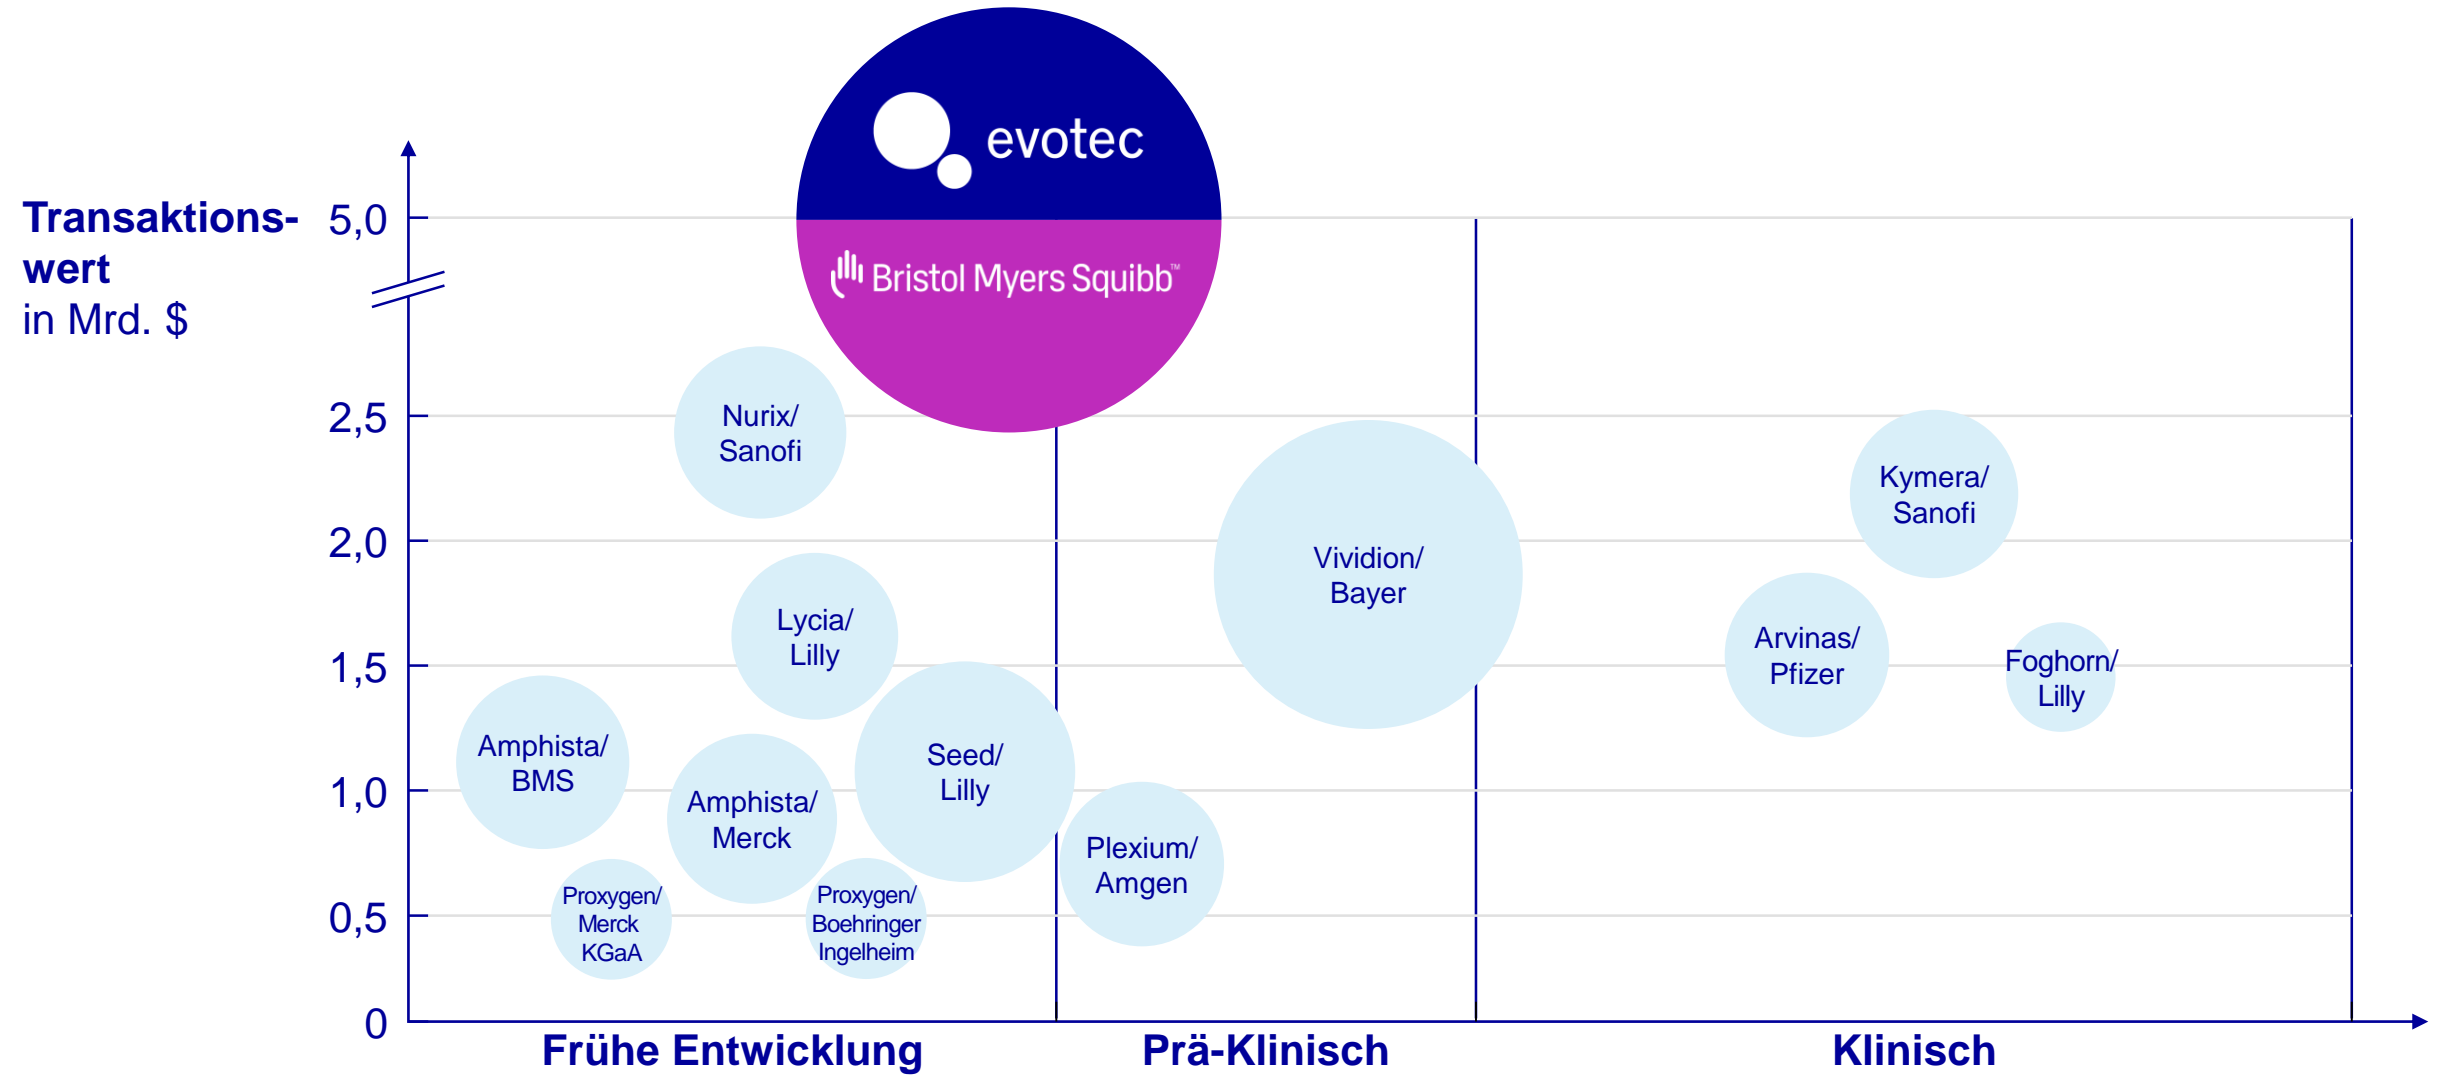 evotec
Bristol Myers Squibb™
Transaktions-
wert
in Mrd. $
5,0
2,5
2,0
1,5
1,0
0,5
0
Nurix/
Sanofi
Kymera/
Sanofi
Vividion/
Bayer
Lycia/
Lilly
Arvinas/
Pfizer
Foghorn/
Lilly
Amphista/
BMS
Seed/
Lilly
Amphista/
Merck
Plexium/
Amgen
Proxygen/
Merck
KGaA
Proxygen/
Boehringer
Ingelheim
Frühe Entwicklung
Prä-Klinisch
Klinisch